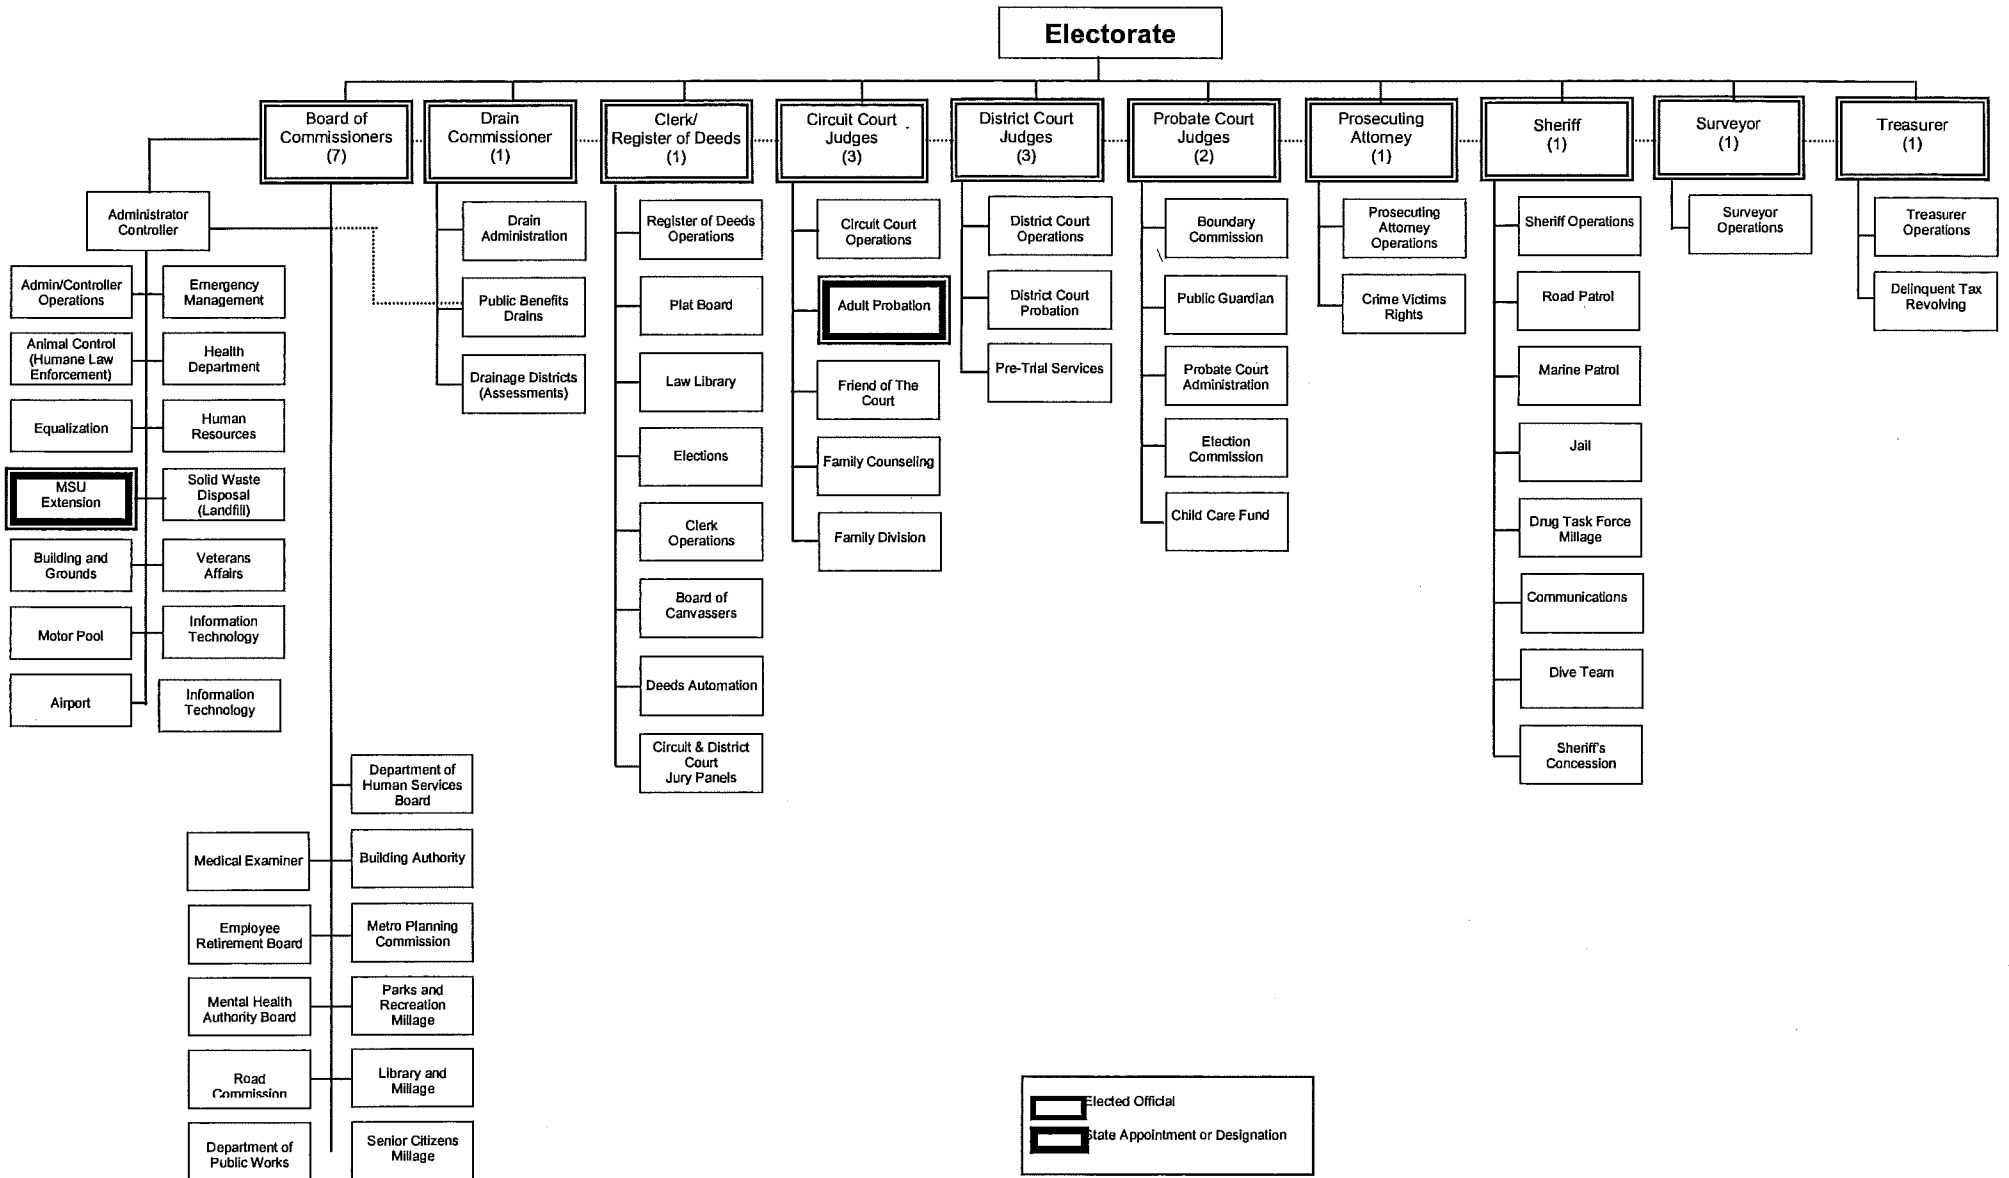 Electorate
Board of
Commissioners
(7)
Drain
Commissioner
(1)
Clerk/
Register of Deeds
(1)
Circuit Court
Judges
(3)
District Court
Judges
(3)
Probate Court
Judges
(2)
Prosecuting
Attorney
(1)
Sheriff
(1)
Surveyor
(1)
Treasurer
(1)
Administrator
Controller
Admin/Controller
Operations
Emergency
Management
Animal Control
(Humane Law
Enforcement)
Health
Department
Equalization
Human
Resources
MSU
Extension
Solid Waste
Disposal
(Landfill)
Building and
Grounds
Veterans
Affairs
Motor Pool
Information
Technology
Airport
Information
Technology
Department of
Human Services
Board
Medical Examiner
Building Authority
Employee
Retirement Board
Metro Planning
Commission
Mental Health
Authority Board
Parks and
Recreation
Millage
Road
Commission
Library and
Millage
Department of
Public Works
Senior Citizens
Millage
Drain
Administration
Public Benefits
Drains
Drainage Districts
(Assessments)
Register of Deeds
Operations
Plat Board
Law Library
Elections
Clerk
Operations
Board of
Canvassers
Deeds Automation
Circuit & District
Court
Jury Panels
Circuit Court
Operations
Adult Probation
Friend of The
Court
Family Counseling
Family Division
District Court
Operations
District Court
Probation
Pre-Trial Services
Boundary
Commission
Public Guardian
Probate Court
Administration
Election
Commission
Child Care Fund
Prosecuting
Attorney
Operations
Crime Victims
Rights
Sheriff Operations
Road Patrol
Marine Patrol
Jail
Drug Task Force
Millage
Communications
Dive Team
Sheriff's
Concession
Surveyor
Operations
Treasurer
Operations
Delinquent Tax
Revolving
Elected Official
State Appointment or Designation